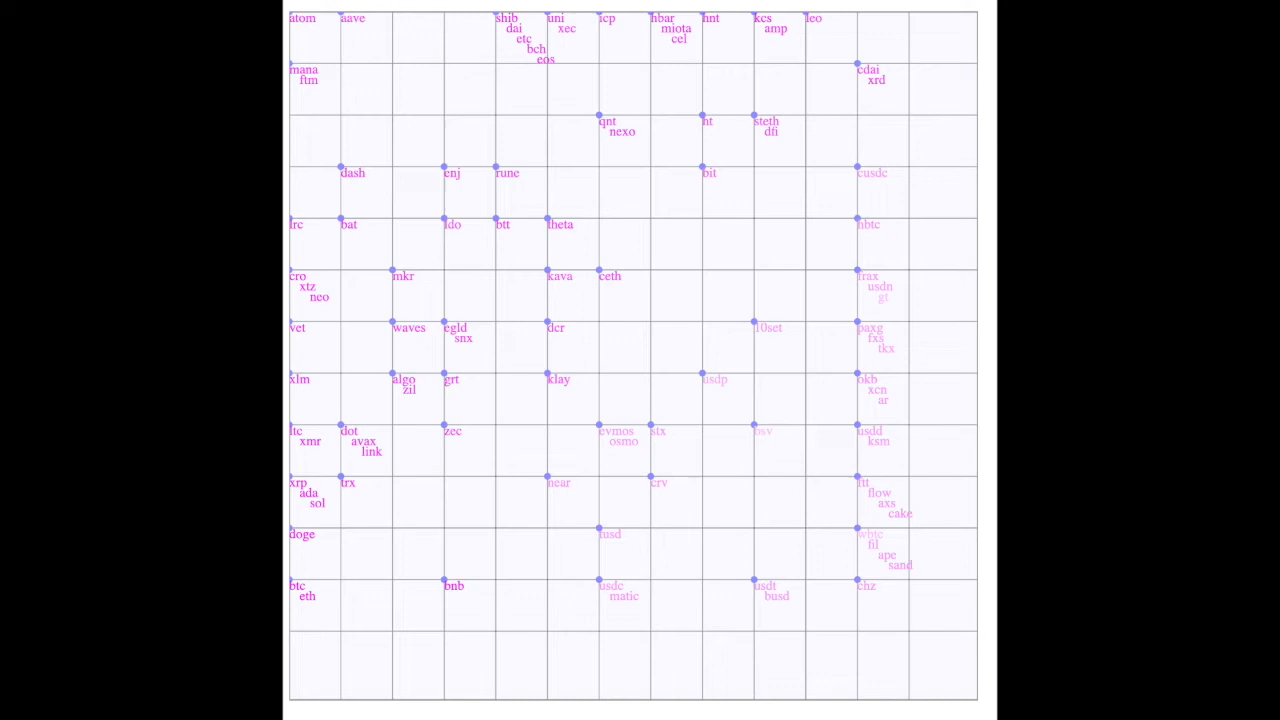 atom aave shib uni icp hbar hnt kcs leo
dai xec miota amp
etc cel
bch
eos
mana cdai
ftm xrd
qnt ht steth
nexo dfi
dash enj rune bit cusdc
lrc bat ldo btt theta hbtc
cro mkr kava ceth frax
xtz usdn
neo gt
vet waves egld dcr 10set paxg
snx fxs
tkx
xlm algo grt klay usdp okb
zil xcn
ar
ltc dot zec evmos stx bsv usdd
xmr avax osmo ksm
link
xrp trx near crv ftt
ada flow
sol axs
cake
doge tusd wbtc
fil
ape
sand
btc bnb usdc usdt chz
eth matic busd